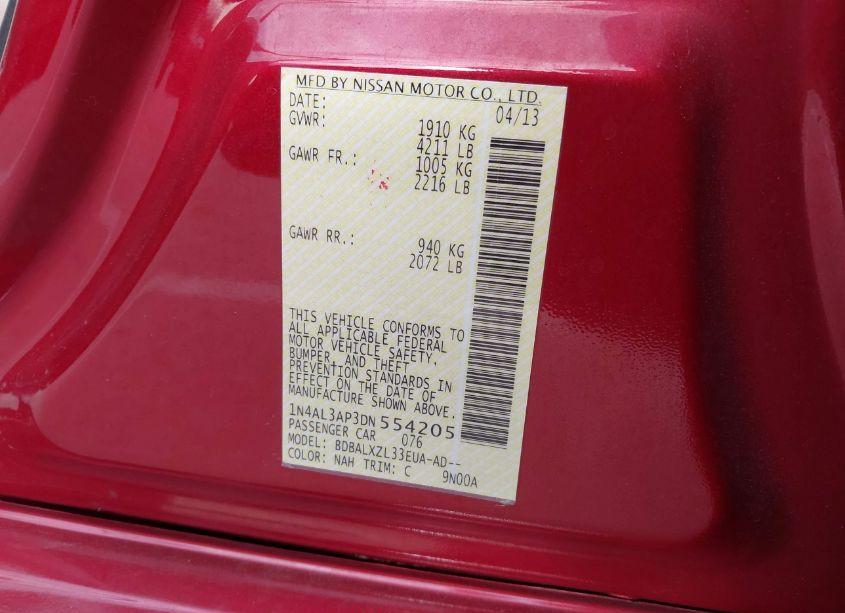 MFD BY NISSAN MOTOR CO., LTD.
DATE: 04/13
GVWR: 1910 KG
4211 LB
GAWR FR.: 1005 KG
2216 LB
GAWR RR.: 940 KG
2072 LB
THIS VEHICLE CONFORMS TO
ALL APPLICABLE FEDERAL
MOTOR VEHICLE SAFETY,
BUMPER, AND THEFT
PREVENTION STANDARDS IN
EFFECT ON THE DATE OF
MANUFACTURE SHOWN ABOVE.
1N4AL3AP3DN 554205
PASSENGER CAR 076
MODEL: BDBALXZL33EUA-AD--
COLOR: NAH TRIM: C 9N00A